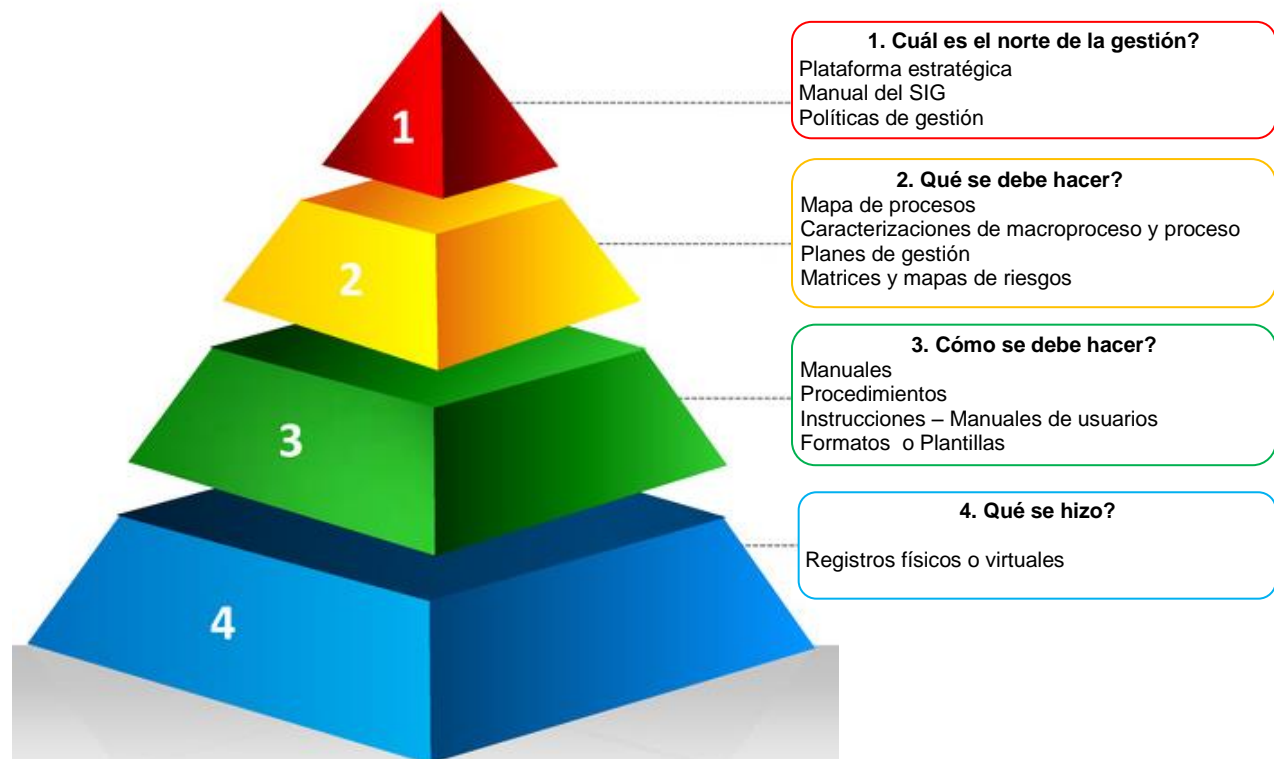 1
1. Cuál es el norte de la gestión?
Plataforma estratégica
Manual del SIG
Políticas de gestión
2
2. Qué se debe hacer?
Mapa de procesos
Caracterizaciones de macroproceso y proceso
Planes de gestión
Matrices y mapas de riesgos
3
3. Cómo se debe hacer?
Manuales
Procedimientos
Instrucciones – Manuales de usuarios
Formatos o Plantillas
4
4. Qué se hizo?
Registros físicos o virtuales